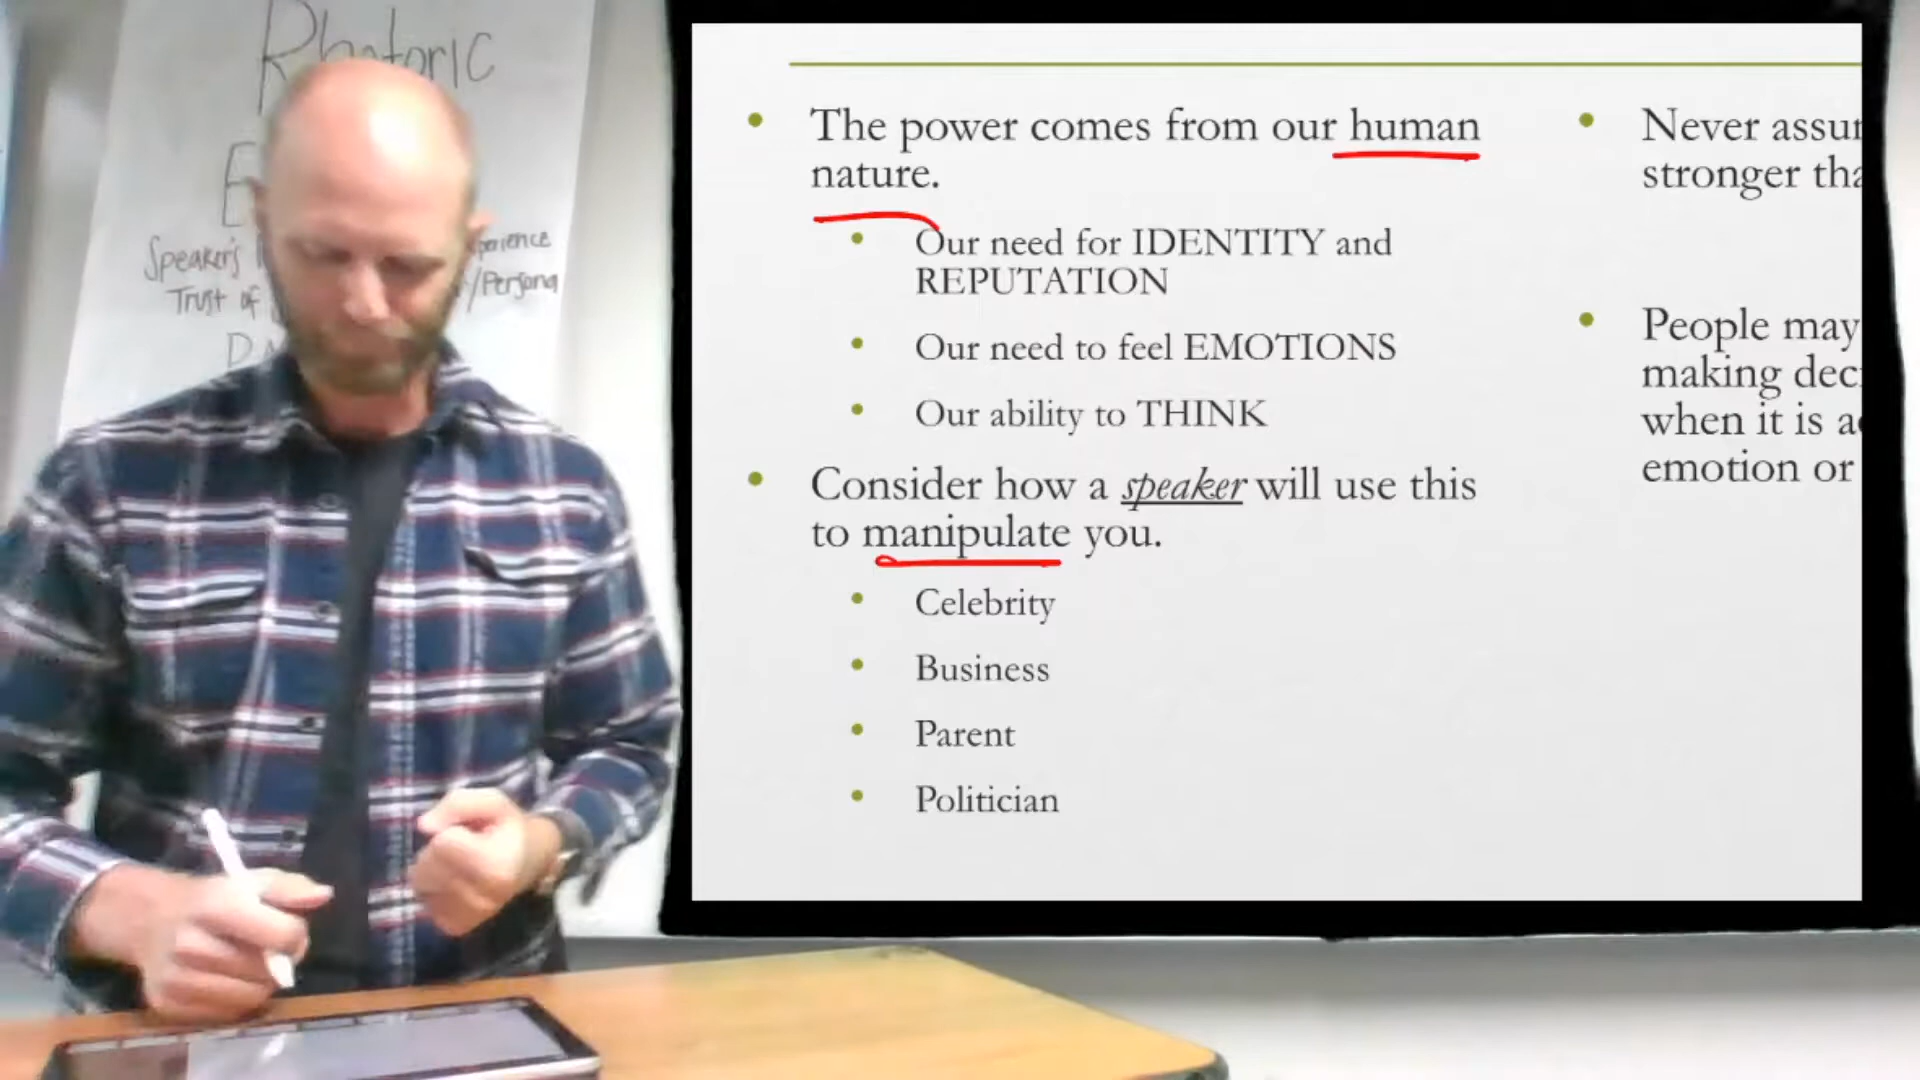 Rhetoric
E
Speaker's
Trust of /Persona
The power comes from our human
nature.
Our need for IDENTITY and
REPUTATION
Our need to feel EMOTIONS
Our ability to THINK
Consider how a speaker will use this
to manipulate you.
Celebrity
Business
Parent
Politician
Never assu
stronger tha
People may
making dec
when it is a
emotion or